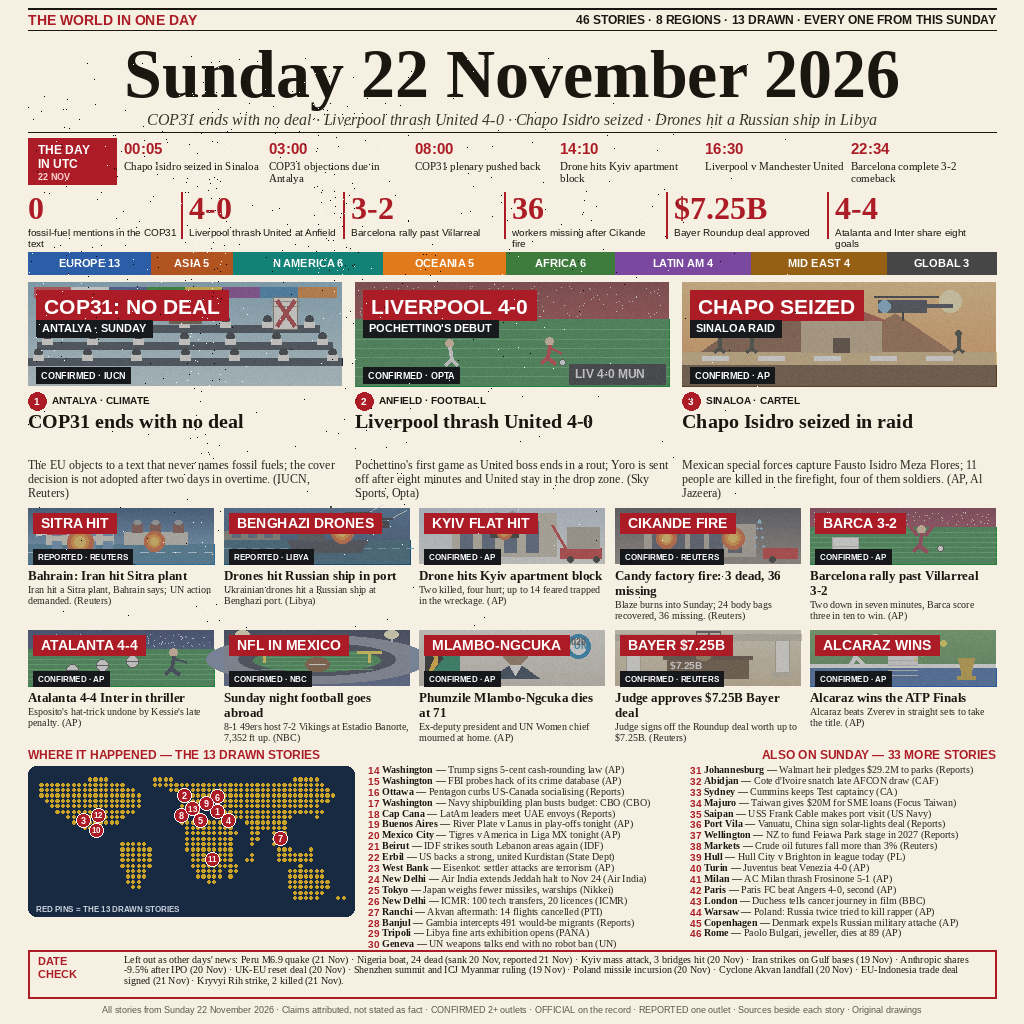 THE WORLD IN ONE DAY
46 STORIES · 8 REGIONS · 13 DRAWN · EVERY ONE FROM THIS SUNDAY
Sunday 22 November 2026
COP31 ends with no deal · Liverpool thrash United 4-0 · Chapo Isidro seized · Drones hit a Russian ship in Libya
THE DAY
IN UTC
22 NOV
00:05
Chapo Isidro seized in Sinaloa
03:00
COP31 objections due in
Antalya
08:00
COP31 plenary pushed back
14:10
Drone hits Kyiv apartment
block
16:30
Liverpool v Manchester United
22:34
Barcelona complete 3-2
comeback
0
fossil-fuel mentions in the COP31
text
4-0
Liverpool thrash United at Anfield
3-2
Barcelona rally past Villarreal
36
workers missing after Cikande
fire
$7.25B
Bayer Roundup deal approved
4-4
Atalanta and Inter share eight
goals
EUROPE 13
ASIA 5
N AMERICA 6
OCEANIA 5
AFRICA 6
LATIN AM 4
MID EAST 4
GLOBAL 3
COP31: NO DEAL
ANTALYA · SUNDAY
CONFIRMED · IUCN
LIVERPOOL 4-0
POCHETTINO'S DEBUT
CONFIRMED · OPTA
LIV 4-0 MUN
CHAPO SEIZED
SINALOA RAID
CONFIRMED · AP
1 ANTALYA · CLIMATE
COP31 ends with no deal
The EU objects to a text that never names fossil fuels; the cover
decision is not adopted after two days in overtime. (IUCN,
Reuters)
2 ANFIELD · FOOTBALL
Liverpool thrash United 4-0
Pochettino's first game as United boss ends in a rout; Yoro is sent
off after eight minutes and United stay in the drop zone. (Sky
Sports, Opta)
3 SINALOA · CARTEL
Chapo Isidro seized in raid
Mexican special forces capture Fausto Isidro Meza Flores; 11
people are killed in the firefight, four of them soldiers. (AP, Al
Jazeera)
SITRA HIT
REPORTED · REUTERS
Bahrain: Iran hit Sitra plant
Iran hit a Sitra plant, Bahrain says; UN action
demanded. (Reuters)
BENGHAZI DRONES
REPORTED · LIBYA
Drones hit Russian ship in port
Ukrainian drones hit a Russian ship at
Benghazi port. (Libya)
KYIV FLAT HIT
CONFIRMED · AP
Drone hits Kyiv apartment block
Two killed, four hurt; up to 14 feared trapped
in the wreckage. (AP)
CIKANDE FIRE
CONFIRMED · REUTERS
Candy factory fire: 3 dead, 36
missing
Blaze burns into Sunday; 24 body bags
recovered, 36 missing. (Reuters)
BARCA 3-2
CONFIRMED · AP
Barcelona rally past Villarreal
3-2
Two down in seven minutes, Barca score
three in ten to win. (AP)
ATALANTA 4-4
CONFIRMED · AP
Atalanta 4-4 Inter in thriller
Esposito's hat-trick undone by Kessie's late
penalty. (AP)
NFL IN MEXICO
CONFIRMED · NBC
Sunday night football goes
abroad
8-1 49ers host 7-2 Vikings at Estadio Banorte,
7,352 ft up. (NBC)
MLAMBO-NGCUKA
CONFIRMED · AP
Phumzile Mlambo-Ngcuka dies
at 71
Ex-deputy president and UN Women chief
mourned at home. (AP)
BAYER $7.25B
$7.25B
CONFIRMED · REUTERS
Judge approves $7.25B Bayer
deal
Judge signs off the Roundup deal worth up to
$7.25B. (Reuters)
ALCARAZ WINS
CONFIRMED · AP
Alcaraz wins the ATP Finals
Alcaraz beats Zverev in straight sets to take
the title. (AP)
WHERE IT HAPPENED — THE 13 DRAWN STORIES
2
6
9
13
1
8
5
4
3
12
10
7
11
RED PINS = THE 13 DRAWN STORIES
14 Washington — Trump signs 5-cent cash-rounding law (AP)
15 Washington — FBI probes hack of its crime database (AP)
16 Ottawa — Pentagon curbs US-Canada socialising (Reports)
17 Washington — Navy shipbuilding plan busts budget: CBO (CBO)
18 Cap Cana — LatAm leaders meet UAE envoys (Reports)
19 Buenos Aires — River Plate v Lanus in play-offs tonight (AP)
20 Mexico City — Tigres v America in Liga MX tonight (AP)
21 Beirut — IDF strikes south Lebanon areas again (IDF)
22 Erbil — US backs a strong, united Kurdistan (State Dept)
23 West Bank — Eisenkot: settler attacks are terrorism (AP)
24 New Delhi — Air India extends Jeddah halt to Nov 24 (Air India)
25 Tokyo — Japan weighs fewer missiles, warships (Nikkei)
26 New Delhi — ICMR: 100 tech transfers, 20 licences (ICMR)
27 Ranchi — Akvan aftermath: 14 flights cancelled (PTI)
28 Banjul — Gambia intercepts 491 would-be migrants (Reports)
29 Tripoli — Libya fine arts exhibition opens (PANA)
30 Geneva — UN weapons talks end with no robot ban (UN)
ALSO ON SUNDAY — 33 MORE STORIES
31 Johannesburg — Walmart heir pledges $29.2M to parks (Reports)
32 Abidjan — Cote d'Ivoire snatch late AFCON draw (CAF)
33 Sydney — Cummins keeps Test captaincy (CA)
34 Majuro — Taiwan gives $20M for SME loans (Focus Taiwan)
35 Saipan — USS Frank Cable makes port visit (US Navy)
36 Port Vila — Vanuatu, China sign solar-lights deal (Reports)
37 Wellington — NZ to fund Feiawa Park stage in 2027 (Reports)
38 Markets — Crude oil futures fall more than 3% (Reuters)
39 Hull — Hull City v Brighton in league today (PL)
40 Turin — Juventus beat Venezia 4-0 (AP)
41 Milan — AC Milan thrash Frosinone 5-1 (AP)
42 Paris — Paris FC beat Angers 4-0, second (AP)
43 London — Duchess tells cancer journey in film (BBC)
44 Warsaw — Poland: Russia twice tried to kill rapper (AP)
45 Copenhagen — Denmark expels Russian military attache (AP)
46 Rome — Paolo Bulgari, jeweller, dies at 89 (AP)
DATE
CHECK
Left out as other days' news: Peru M6.9 quake (21 Nov) · Nigeria boat, 24 dead (sank 20 Nov, reported 21 Nov) · Kyiv mass attack, 3 bridges hit (20 Nov) · Iran strikes on Gulf bases (19 Nov) · Anthropic shares
-9.5% after IPO (20 Nov) · UK-EU reset deal (20 Nov) · Shenzhen summit and ICJ Myanmar ruling (19 Nov) · Poland missile incursion (20 Nov) · Cyclone Akvan landfall (20 Nov) · EU-Indonesia trade deal
signed (21 Nov) · Kryvyi Rih strike, 2 killed (21 Nov).
All stories from Sunday 22 November 2026 · Claims attributed, not stated as fact · CONFIRMED 2+ outlets · OFFICIAL on the record · REPORTED one outlet · Sources beside each story · Original drawings